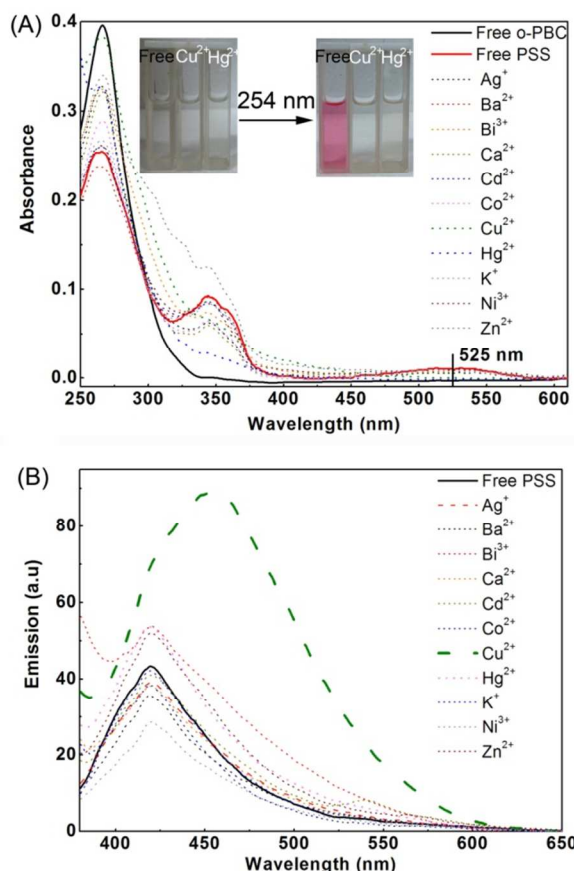 (A)
0.4
0.3
0.2
0.1
0.0
Absorbance
Free Cu²⁺ Hg²⁺
254 nm
Free Cu²⁺ Hg²⁺
Free o-PBC
Free PSS
Ag⁺
Ba²⁺
Bi³⁺
Ca²⁺
Cd²⁺
Co²⁺
Cu²⁺
Hg²⁺
K⁺
Ni³⁺
Zn²⁺
525 nm
250 300 350 400 450 500 550 600
Wavelength (nm)
(B)
80
60
40
20
0
Emission (a.u)
Free PSS
Ag⁺
Ba²⁺
Bi³⁺
Ca²⁺
Cd²⁺
Co²⁺
Cu²⁺
Hg²⁺
K⁺
Ni³⁺
Zn²⁺
400 450 500 550 600 650
Wavelength (nm)